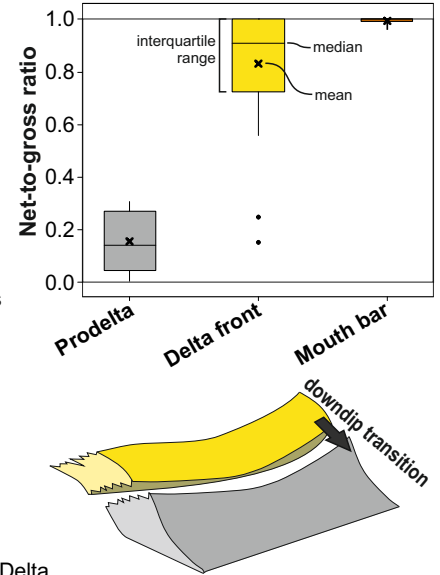 1.0
interquartile
range
median
0.8
mean
0.6
0.4
0.2
0.0
Net-to-gross ratio
s
Prodelta
Delta front
Mouth bar
downdip transition
Delta